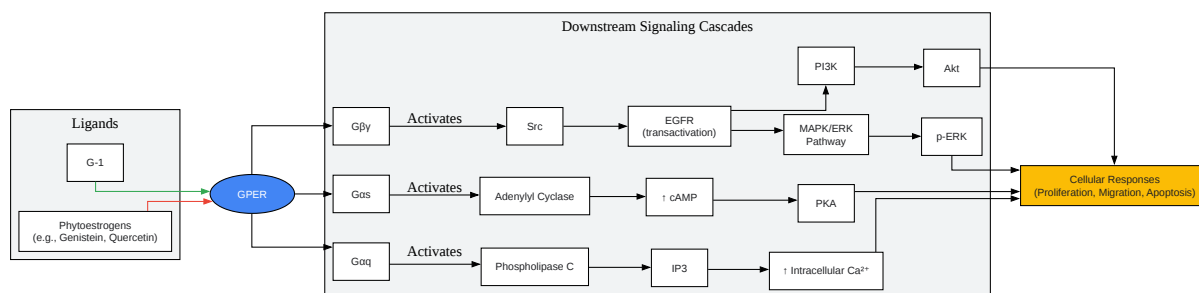 Downstream Signaling Cascades
Ligands
G-1
Phytoestrogens
(e.g., Genistein, Quercetin)
GPER
Gβγ
Activates
Src
EGFR
(transactivation)
PI3K
Akt
MAPK/ERK
Pathway
p-ERK
Gαs
Activates
Adenylyl Cyclase
↑ cAMP
PKA
Gαq
Activates
Phospholipase C
IP3
↑ Intracellular Ca²⁺
Cellular Responses
(Proliferation, Migration, Apoptosis)